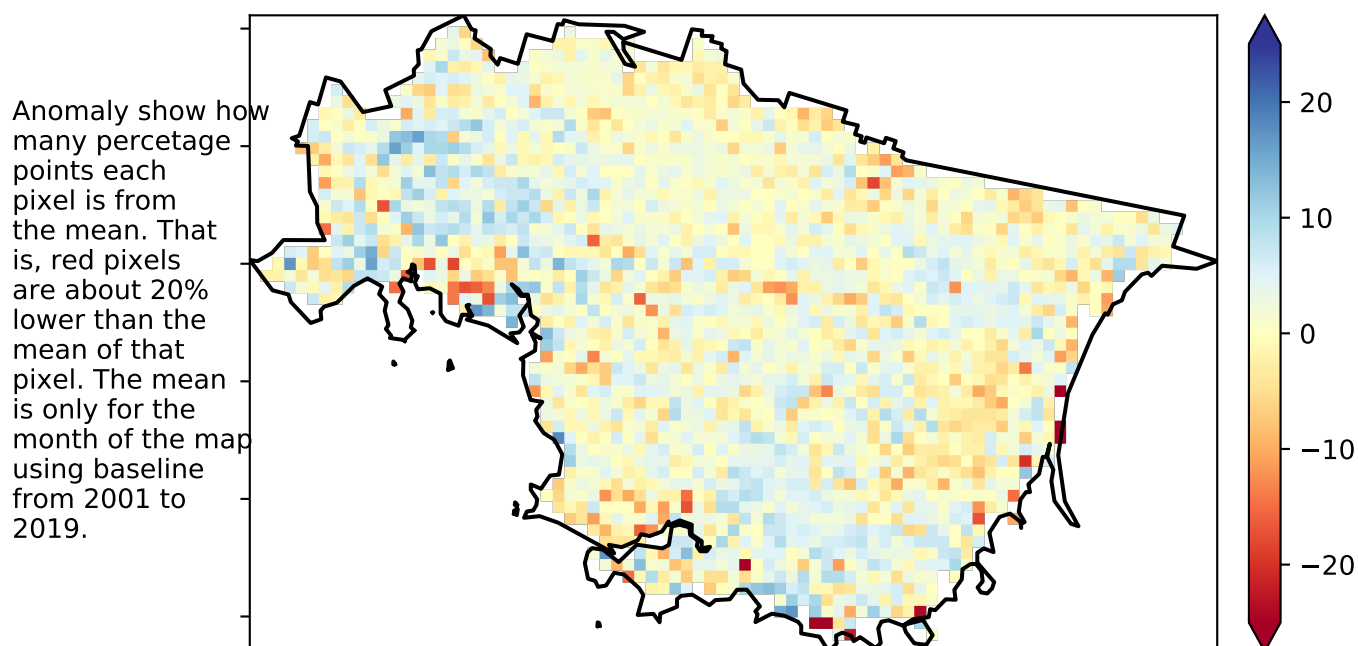 Anomaly show how
many percetage
points each
pixel is from
the mean. That
is, red pixels
are about 20%
lower than the
mean of that
pixel. The mean
is only for the
month of the map
using baseline
from 2001 to
2019.
20
10
0
−10
−20